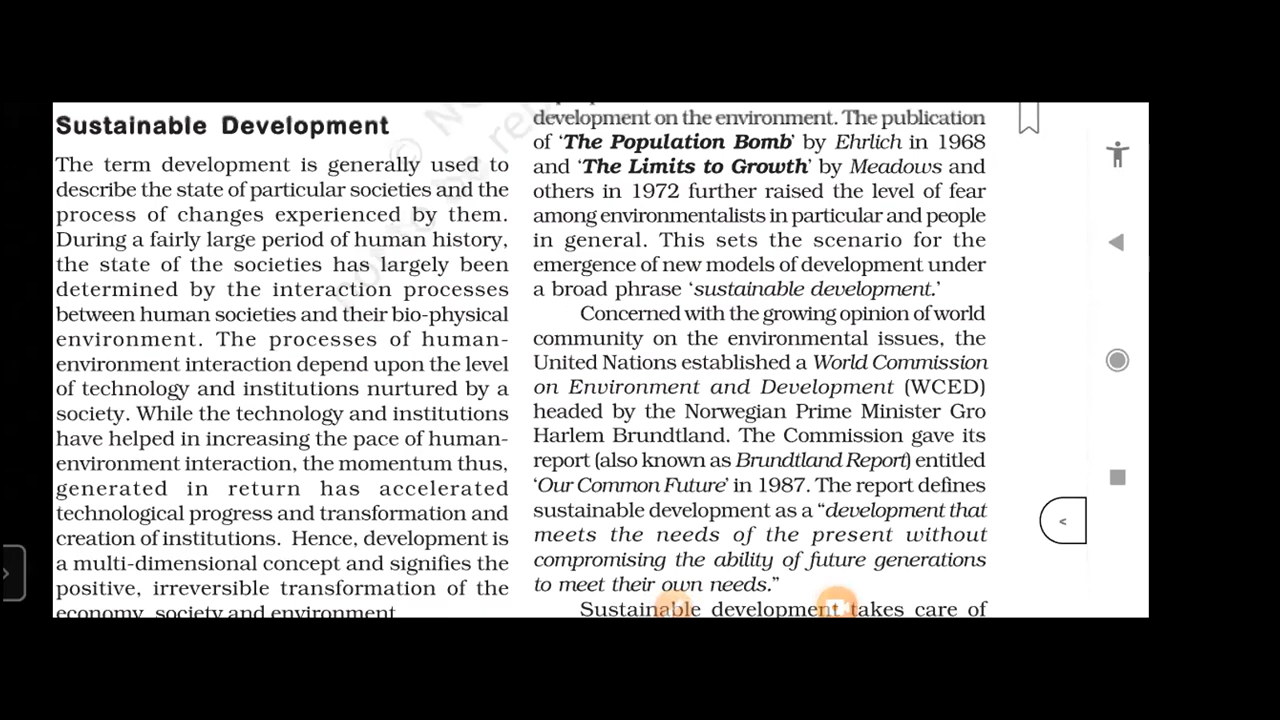 Sustainable Development
The term development is generally used to
describe the state of particular societies and the
process of changes experienced by them.
During a fairly large period of human history,
the state of the societies has largely been
determined by the interaction processes
between human societies and their bio-physical
environment. The processes of human-
environment interaction depend upon the level
of technology and institutions nurtured by a
society. While the technology and institutions
have helped in increasing the pace of human-
environment interaction, the momentum thus,
generated in return has accelerated
technological progress and transformation and
creation of institutions. Hence, development is
a multi-dimensional concept and signifies the
positive, irreversible transformation of the
economy, society and environment.
development on the environment. The publication
of ‘The Population Bomb’ by Ehrlich in 1968
and ‘The Limits to Growth’ by Meadows and
others in 1972 further raised the level of fear
among environmentalists in particular and people
in general. This sets the scenario for the
emergence of new models of development under
a broad phrase ‘sustainable development.’
Concerned with the growing opinion of world
community on the environmental issues, the
United Nations established a World Commission
on Environment and Development (WCED)
headed by the Norwegian Prime Minister Gro
Harlem Brundtland. The Commission gave its
report (also known as Brundtland Report) entitled
‘Our Common Future’ in 1987. The report defines
sustainable development as a “development that
meets the needs of the present without
compromising the ability of future generations
to meet their own needs.”
Sustainable development takes care of